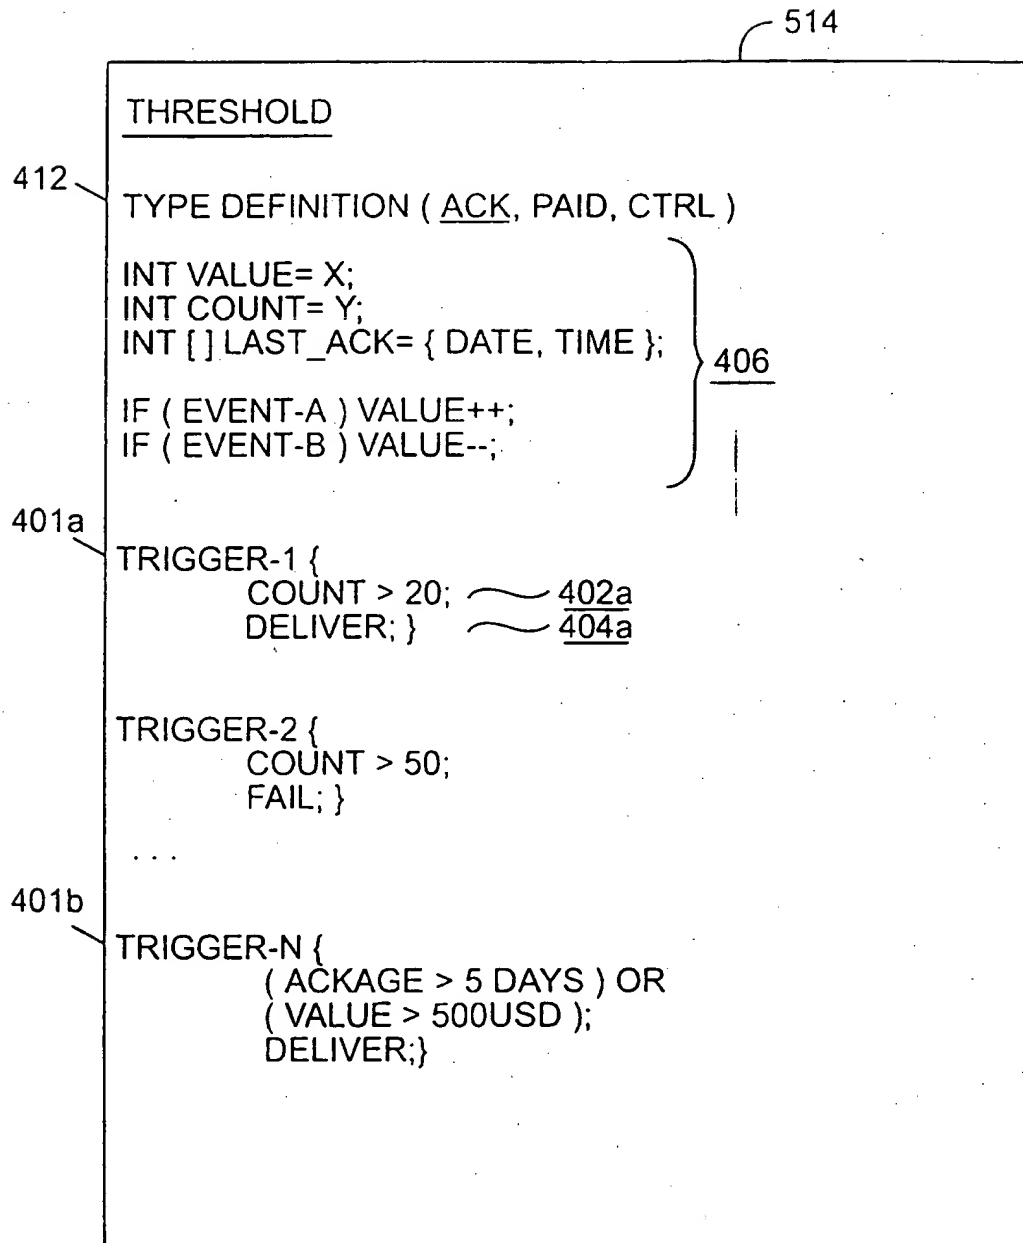 514
THRESHOLD
412
TYPE DEFINITION ( ACK, PAID, CTRL )
INT VALUE= X;
INT COUNT= Y;
INT [ ] LAST_ACK= { DATE, TIME };
406
IF ( EVENT-A ) VALUE++;
IF ( EVENT-B ) VALUE--;
401a
TRIGGER-1 {
COUNT > 20; 402a
DELIVER; } 404a
TRIGGER-2 {
COUNT > 50;
FAIL; }
...
401b
TRIGGER-N {
( ACKAGE > 5 DAYS ) OR
( VALUE > 500USD );
DELIVER;}